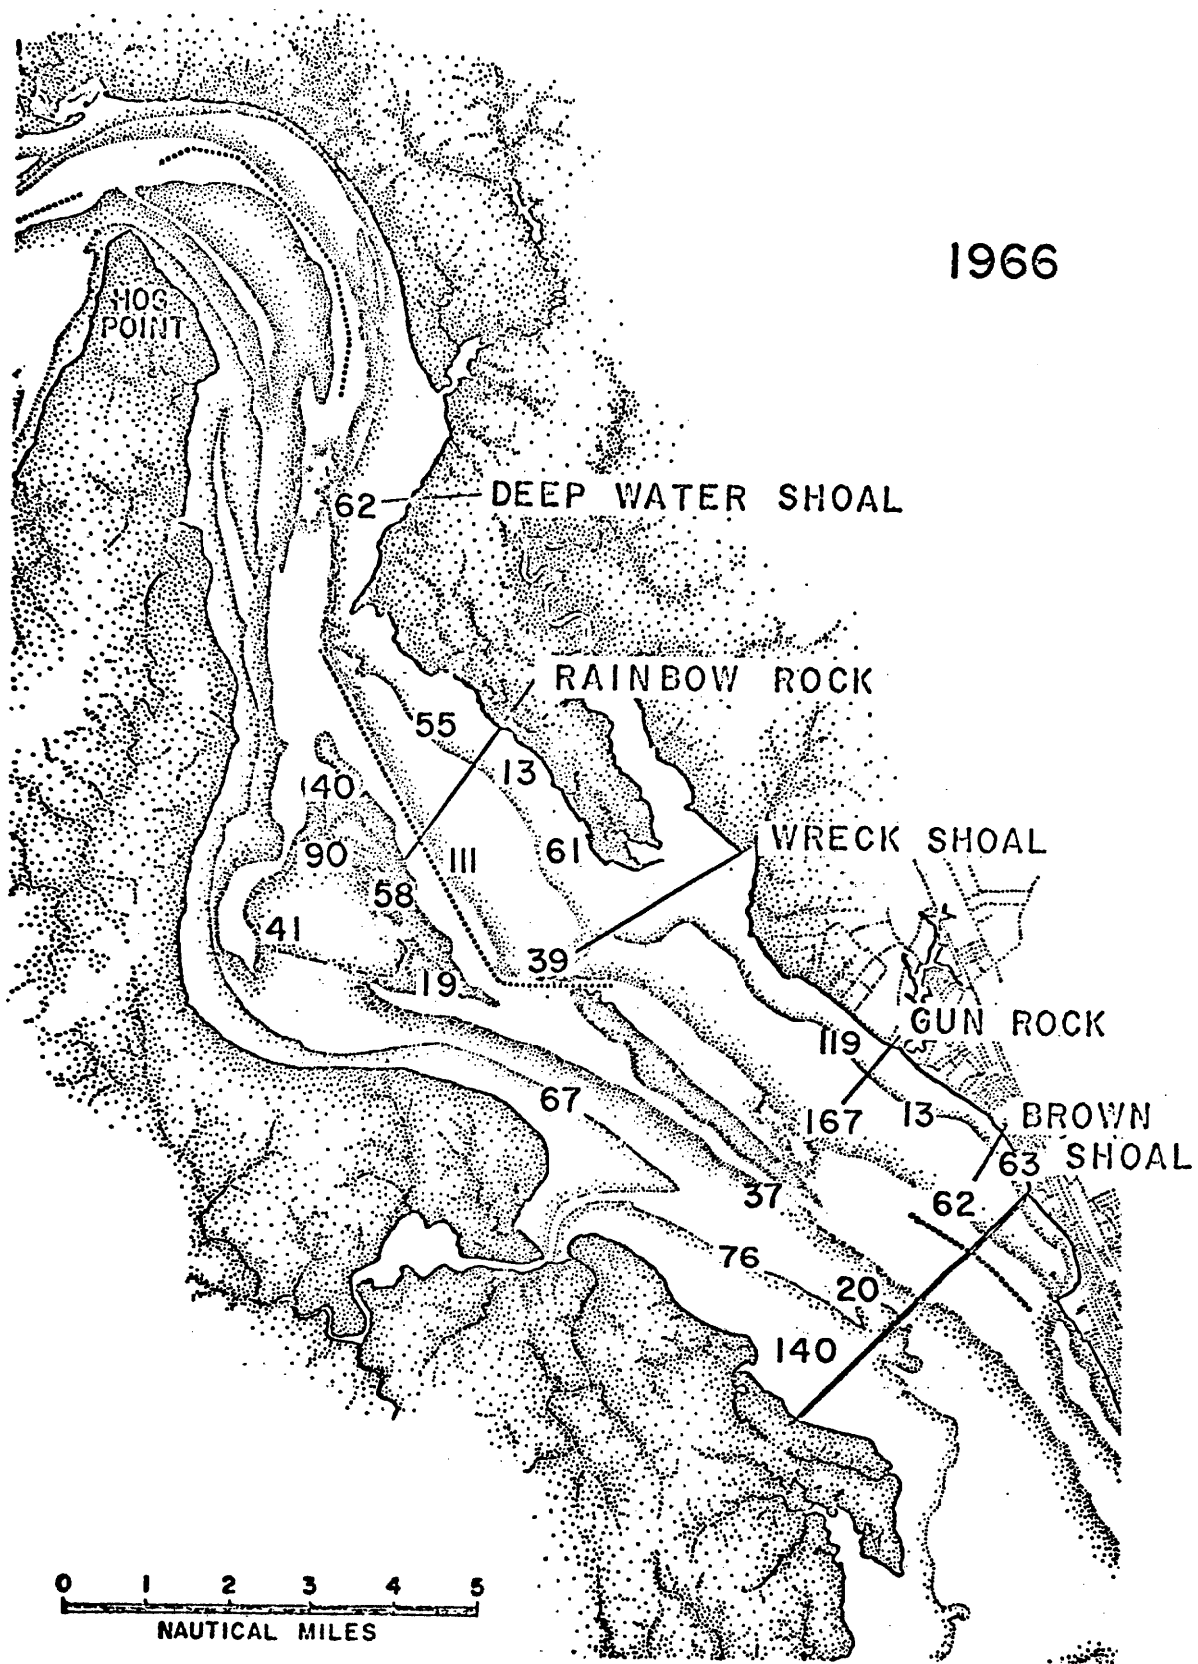 1966
HOG
POINT
62
DEEP WATER SHOAL
RAINBOW ROCK
55
13
140
WRECK SHOAL
90
111
61
58
41
39
19
GUN ROCK
119
67
167
13
BROWN
SHOAL
63
37
62
76
20
140
0 1 2 3 4 5
NAUTICAL MILES